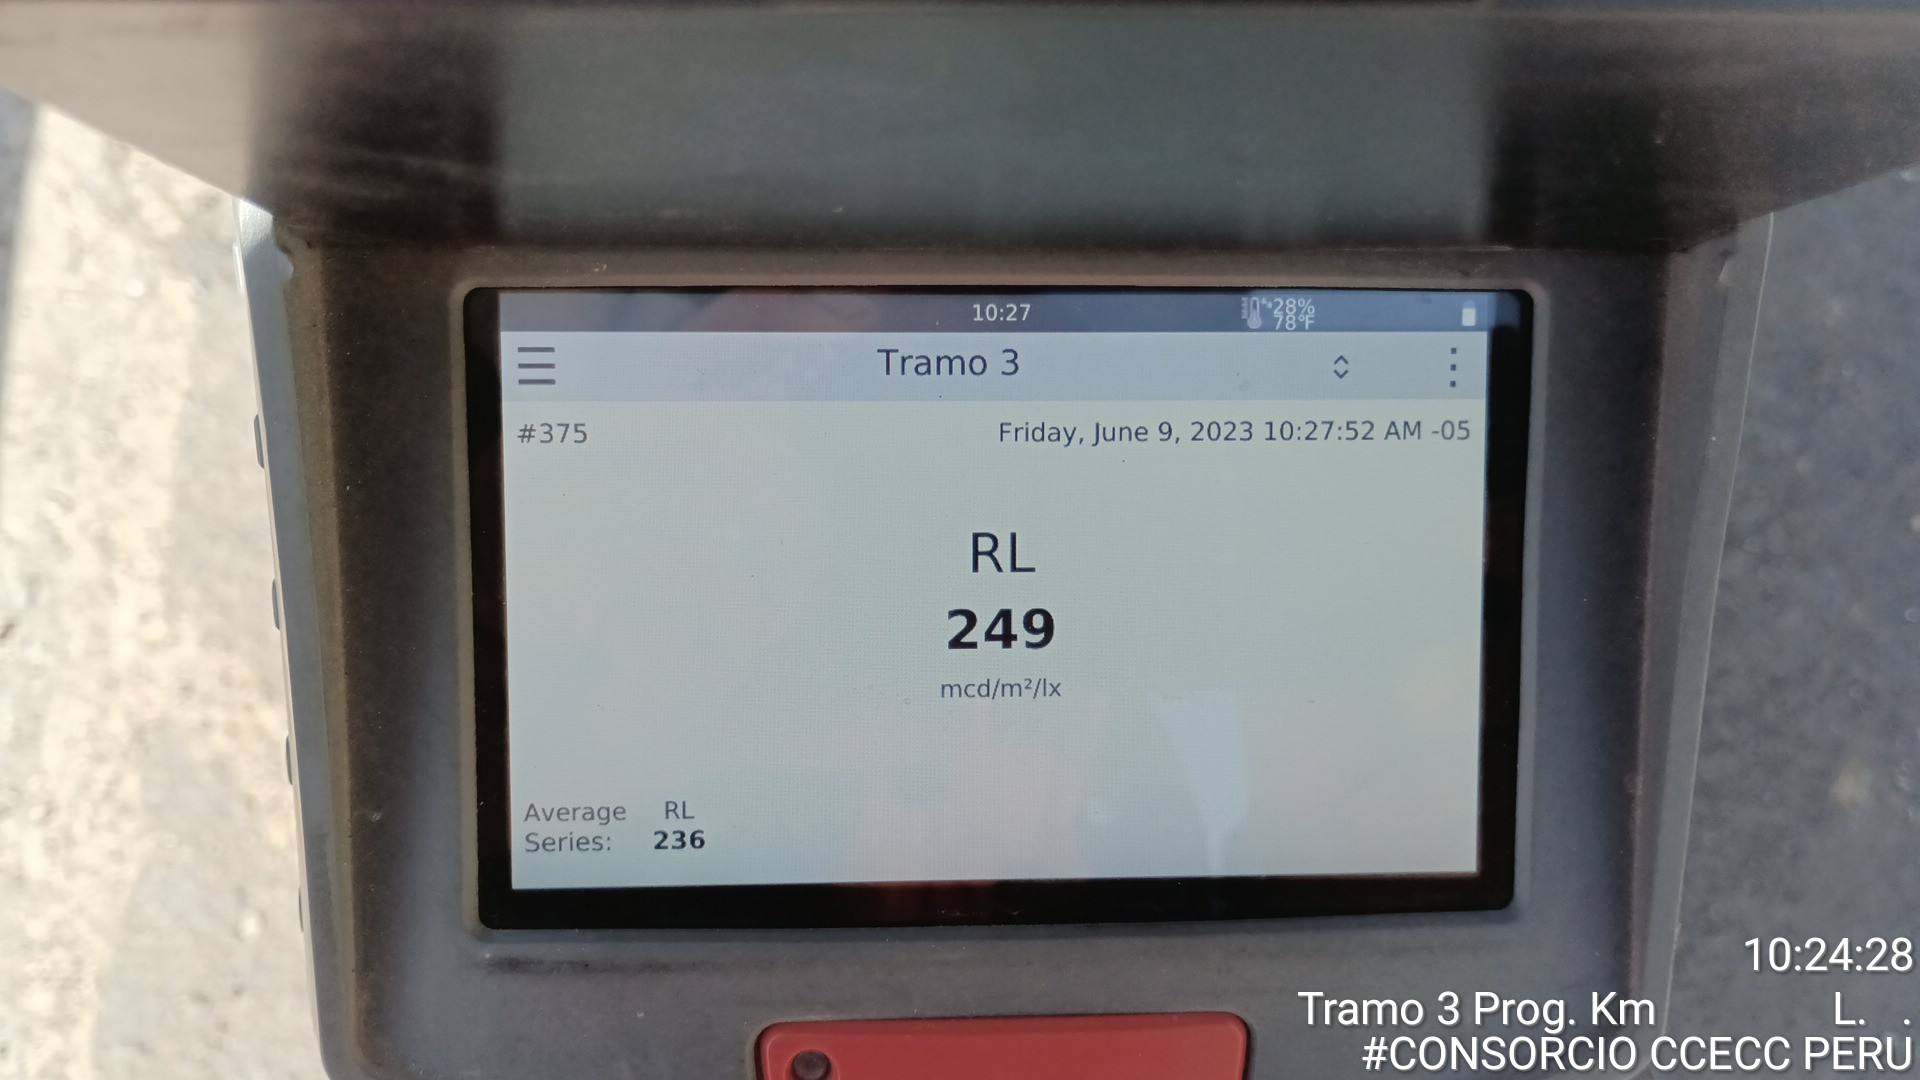 10:27
28%
78°F
Tramo 3
#375
Friday, June 9, 2023 10:27:52 AM -05
RL
249
mcd/m²/lx
Average RL
Series: 236
10:24:28
Tramo 3 Prog. Km L. .
#CONSORCIO CCECC PERU